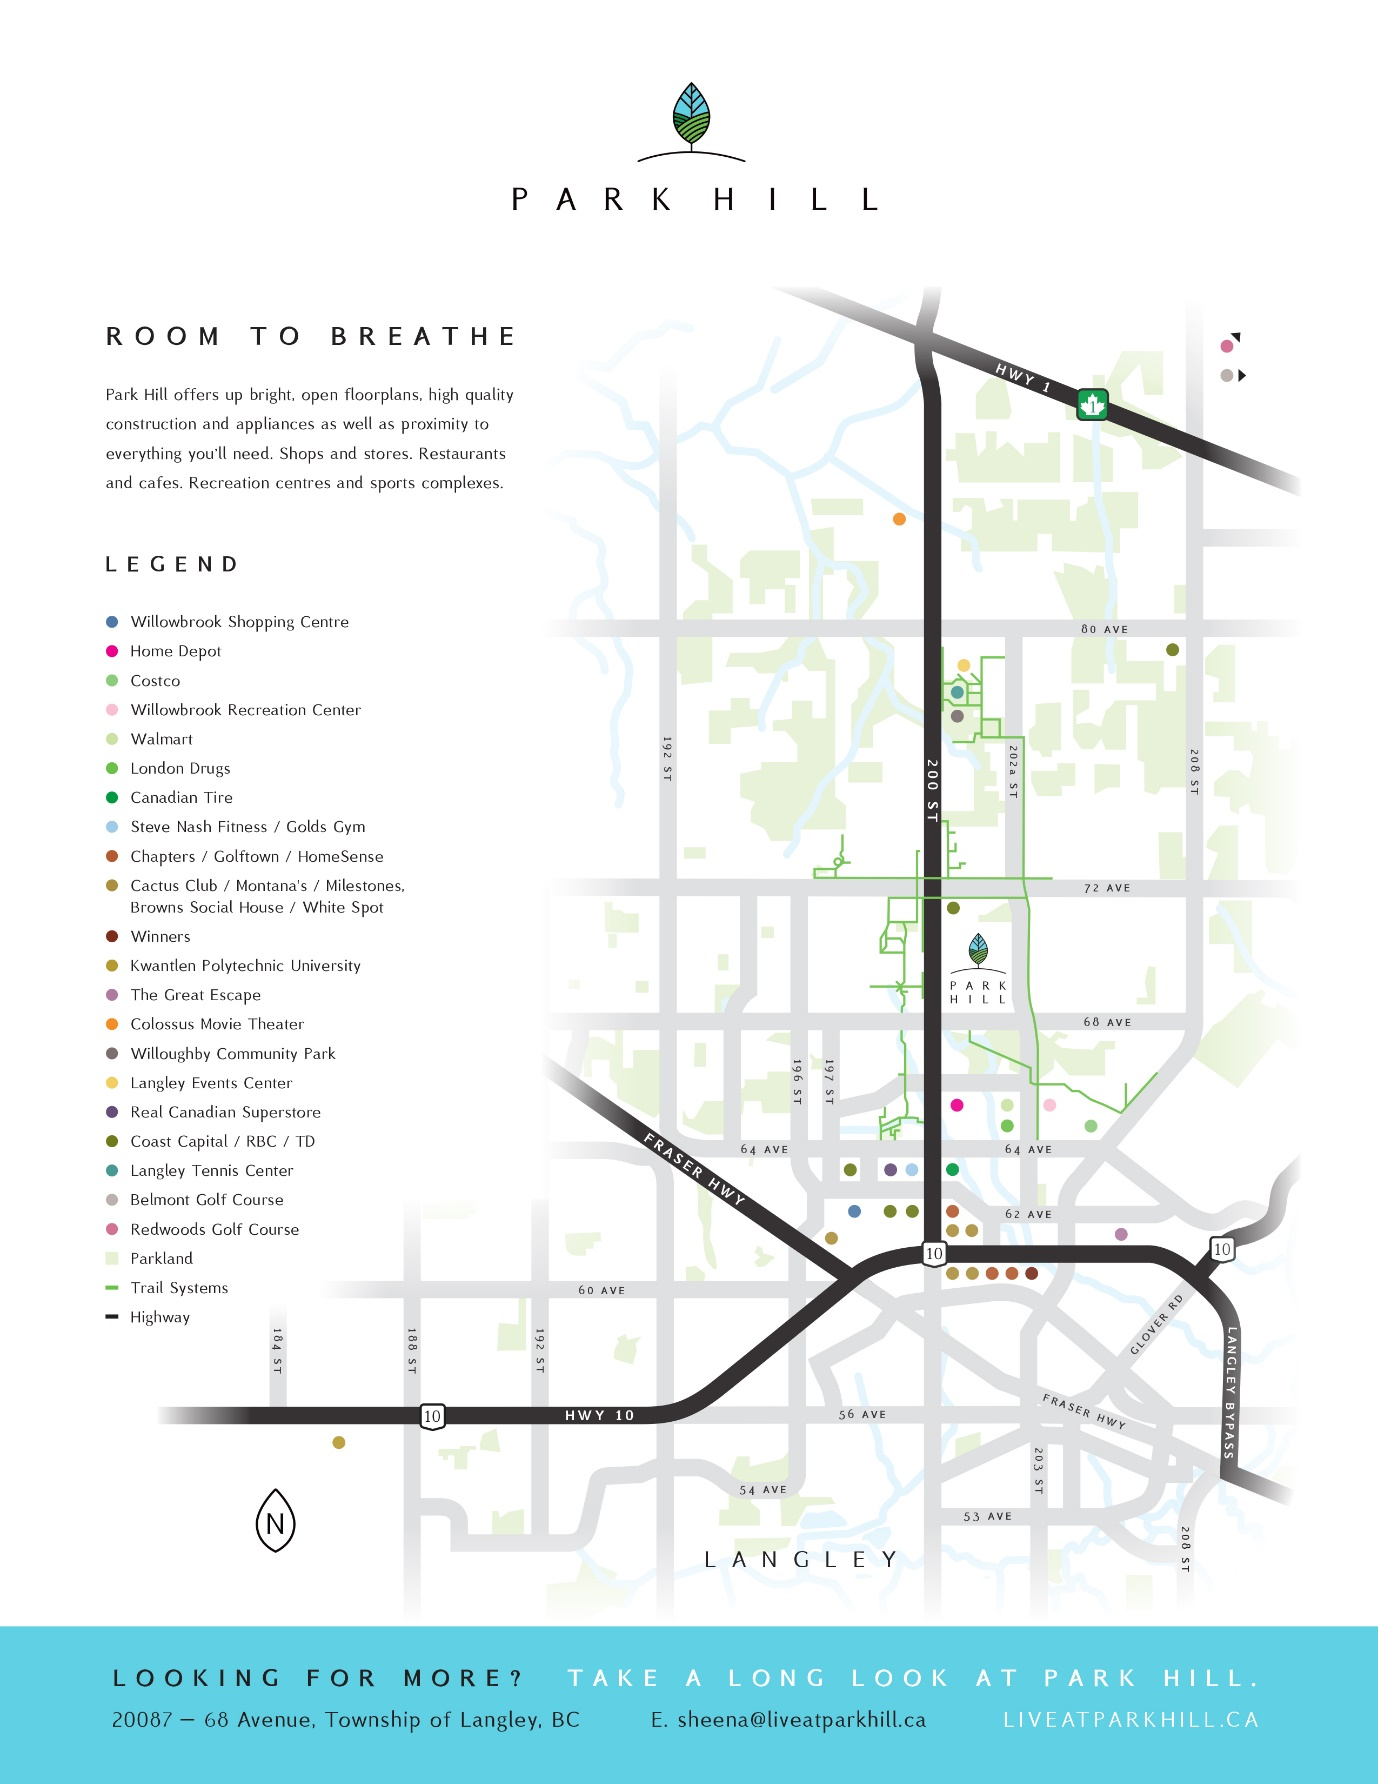 PARK HILL
ROOM TO BREATHE
Park Hill offers up bright, open floorplans, high quality
construction and appliances as well as proximity to
everything you'll need. Shops and stores. Restaurants
and cafes. Recreation centres and sports complexes.
LEGEND
Willowbrook Shopping Centre
Home Depot
Costco
Willowbrook Recreation Center
Walmart
London Drugs
Canadian Tire
Steve Nash Fitness / Golds Gym
Chapters / Golftown / HomeSense
Cactus Club / Montana's / Milestones,
Browns Social House / White Spot
Winners
Kwantlen Polytechnic University
The Great Escape
Colossus Movie Theater
Willoughby Community Park
Langley Events Center
Real Canadian Superstore
Coast Capital / RBC / TD
Langley Tennis Center
Belmont Golf Course
Redwoods Golf Course
Parkland
Trail Systems
Highway
HWY 1
1
80 AVE
192 ST
200 ST
202a ST
208 ST
72 AVE
PARK
HILL
68 AVE
196 ST
197 ST
FRASER HWY
64 AVE
64 AVE
62 AVE
10
10
60 AVE
184 ST
188 ST
192 ST
GLOVER RD
LANGLEY BYPASS
10
HWY 10
56 AVE
FRASER HWY
203 ST
54 AVE
53 AVE
208 ST
N
LANGLEY
LOOKING FOR MORE? TAKE A LONG LOOK AT PARK HILL.
20087 – 68 Avenue, Township of Langley, BC E. sheena@liveatparkhill.ca LIVEATPARKHILL.CA